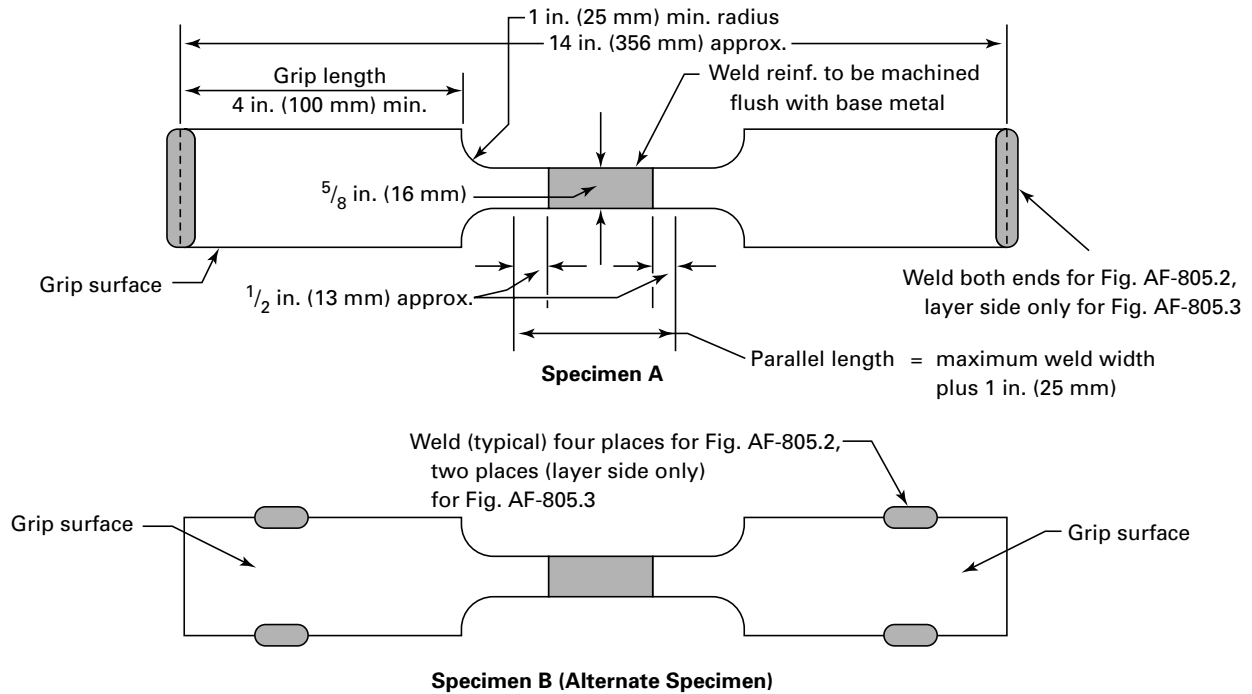 1 in. (25 mm) min. radius
14 in. (356 mm) approx.
Grip length
4 in. (100 mm) min.
Weld reinf. to be machined
flush with base metal
5/8 in. (16 mm)
Grip surface
1/2 in. (13 mm) approx.
Weld both ends for Fig. AF-805.2,
layer side only for Fig. AF-805.3
Parallel length = maximum weld width
plus 1 in. (25 mm)
Specimen A
Weld (typical) four places for Fig. AF-805.2,
two places (layer side only)
for Fig. AF-805.3
Grip surface
Grip surface
Specimen B (Alternate Specimen)